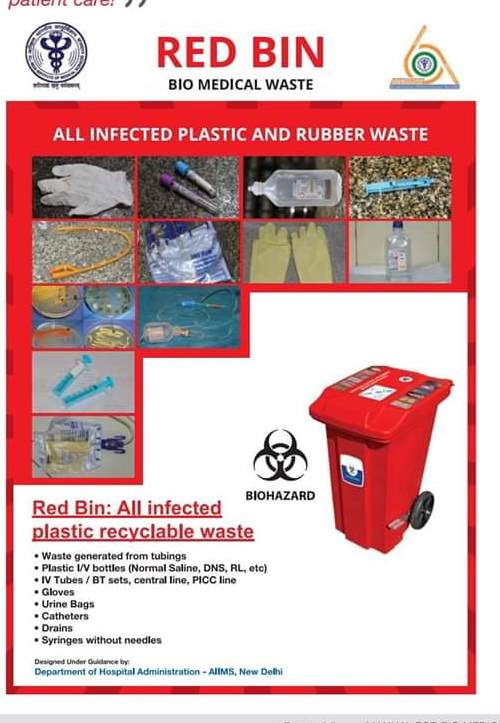 patient care! ”
RED BIN
BIO MEDICAL WASTE
ALL INFECTED PLASTIC AND RUBBER WASTE
BIOHAZARD
Red Bin: All infected
plastic recyclable waste
• Waste generated from tubings
• Plastic I/V bottles (Normal Saline, DNS, RL, etc)
• IV Tubes / BT sets, central line, PICC line
• Gloves
• Urine Bags
• Catheters
• Drains
• Syringes without needles
Designed Under Guidance by:
Department of Hospital Administration - AIIMS, New Delhi